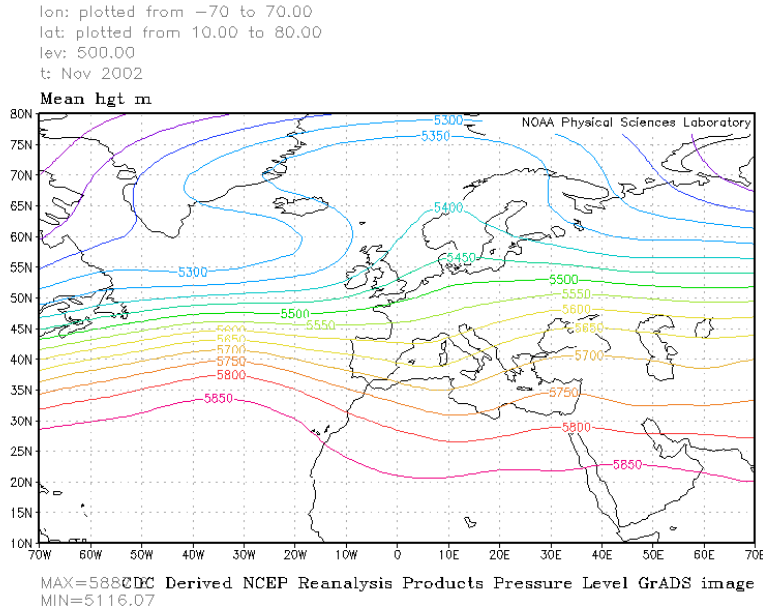 lon: plotted from −70 to 70.00
lat: plotted from 10.00 to 80.00
lev: 500.00
t: Nov 2002
Mean hgt m
NOAA Physical Sciences Laboratory
80N
75N
70N
65N
60N
55N
50N
45N
40N
35N
30N
25N
20N
15N
10N
5300
5350
5400
5450
5300
5500
5500
5550
5550
5600
5650
5650
5700
5700
5750
5750
5800
5800
5850
5850
70W
60W
50W
40W
30W
20W
10W
0
10E
20E
30E
40E
50E
60E
70E
CDC Derived NCEP Reanalysis Products Pressure Level GrADS image
MIN=5116.07